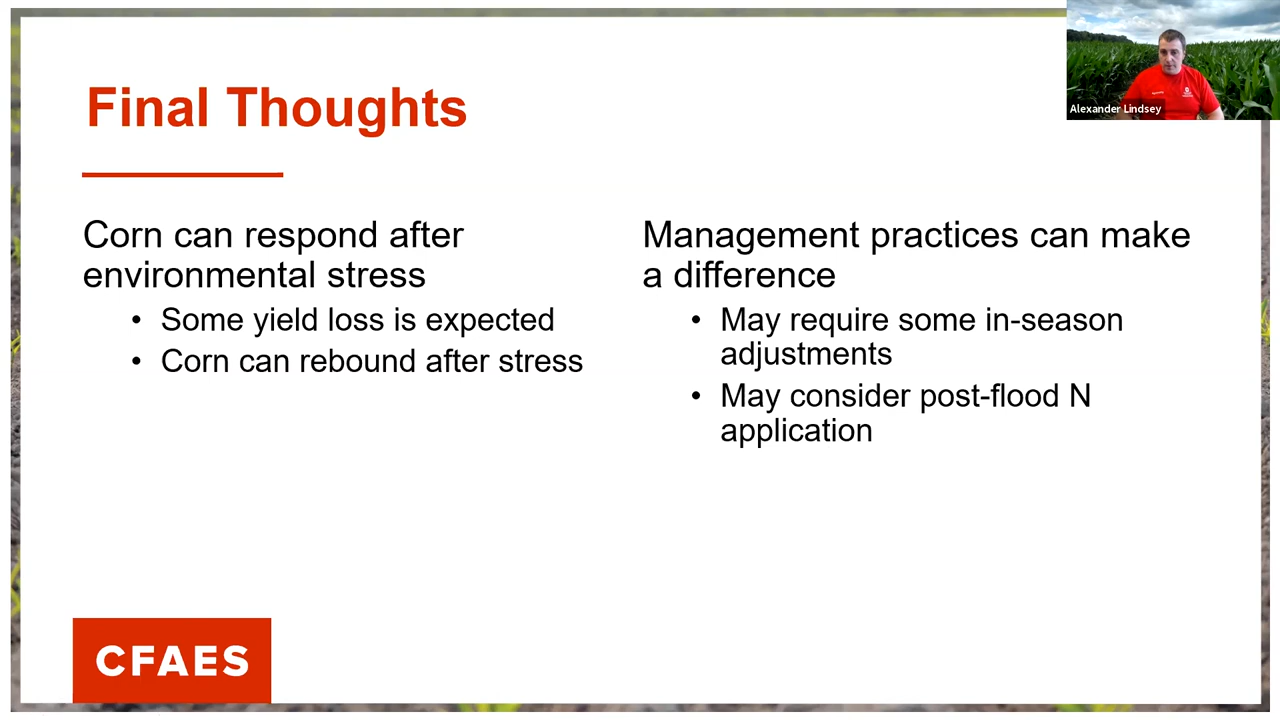 Final Thoughts
Alexander Lindsey
Corn can respond after
environmental stress
• Some yield loss is expected
• Corn can rebound after stress
Management practices can make
a difference
• May require some in-season
adjustments
• May consider post-flood N
application
CFAES